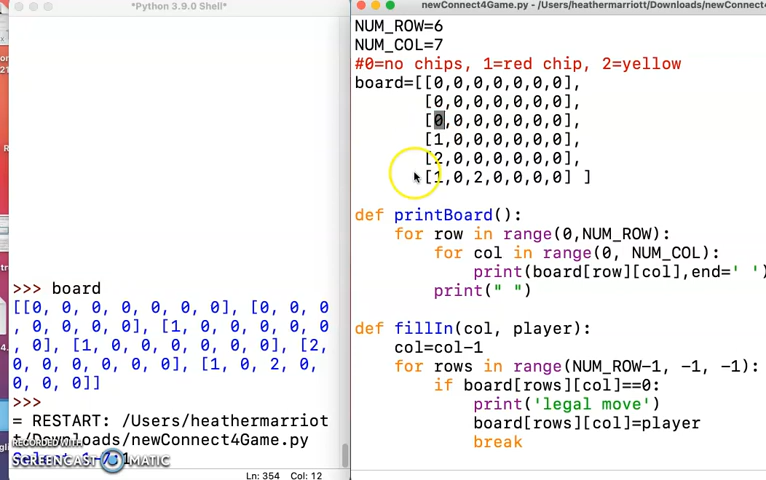 *Python 3.9.0 Shell*
>>> board
[[0, 0, 0, 0, 0, 0, 0], [0, 0, 0
, 0, 0, 0, 0], [1, 0, 0, 0, 0, 0
, 0], [1, 0, 0, 0, 0, 0, 0], [2,
0, 0, 0, 0, 0, 0], [1, 0, 2, 0,
0, 0, 0]]
>>>
= RESTART: /Users/heathermarriot
t/Downloads/newConnect4Game.py
RECORDED WITH
SCREENCAST MATIC
Ln: 354 Col: 12
newConnect4Game.py - /Users/heathermarriott/Downloads/newConnect4
NUM_ROW=6
NUM_COL=7
#0=no chips, 1=red chip, 2=yellow
board=[[0,0,0,0,0,0,0],
[0,0,0,0,0,0,0],
[0,0,0,0,0,0,0],
[1,0,0,0,0,0,0],
[2,0,0,0,0,0,0],
[1,0,2,0,0,0,0] ]
def printBoard():
for row in range(0,NUM_ROW):
for col in range(0, NUM_COL):
print(board[row][col],end=' ')
print(" ")
def fillIn(col, player):
col=col-1
for rows in range(NUM_ROW-1, -1, -1):
if board[rows][col]==0:
print('legal move')
board[rows][col]=player
break